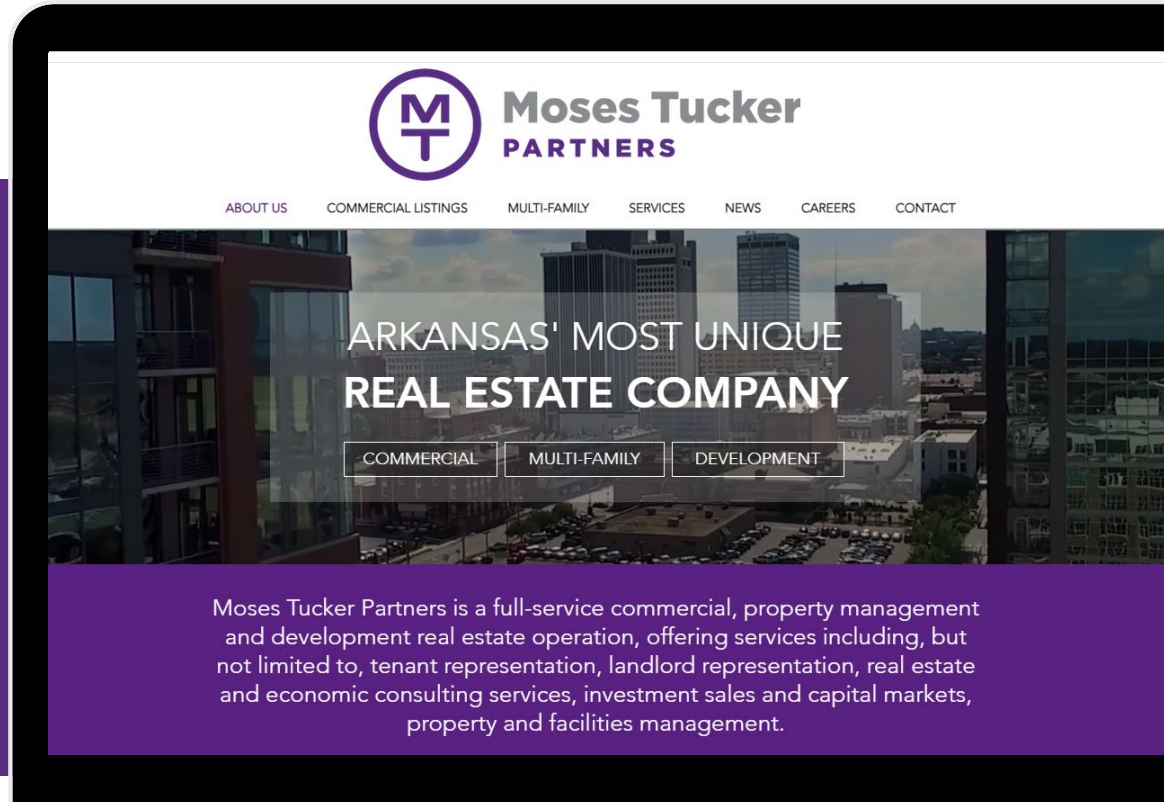 MT
Moses Tucker
PARTNERS
ABOUT US COMMERCIAL LISTINGS MULTI-FAMILY SERVICES NEWS CAREERS CONTACT
ARKANSAS' MOST UNIQUE
REAL ESTATE COMPANY
COMMERCIAL MULTI-FAMILY DEVELOPMENT
Moses Tucker Partners is a full-service commercial, property management
and development real estate operation, offering services including, but
not limited to, tenant representation, landlord representation, real estate
and economic consulting services, investment sales and capital markets,
property and facilities management.